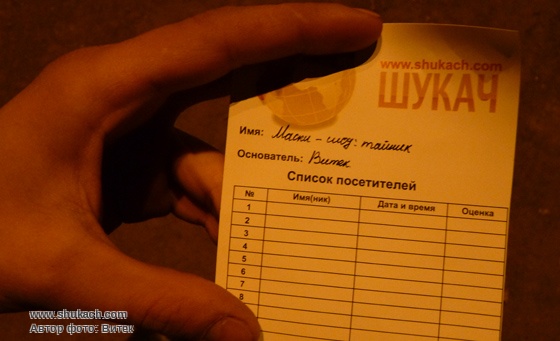 www.shukach.com
ШУКАЧ
Имя: Маски-шоу: тайник
Основатель: Витек
Список посетителей
№ Имя(ник) Дата и время Оценка
1
2
3
4
5
6
7
8
www.shukach.com
Автор фото: Витек